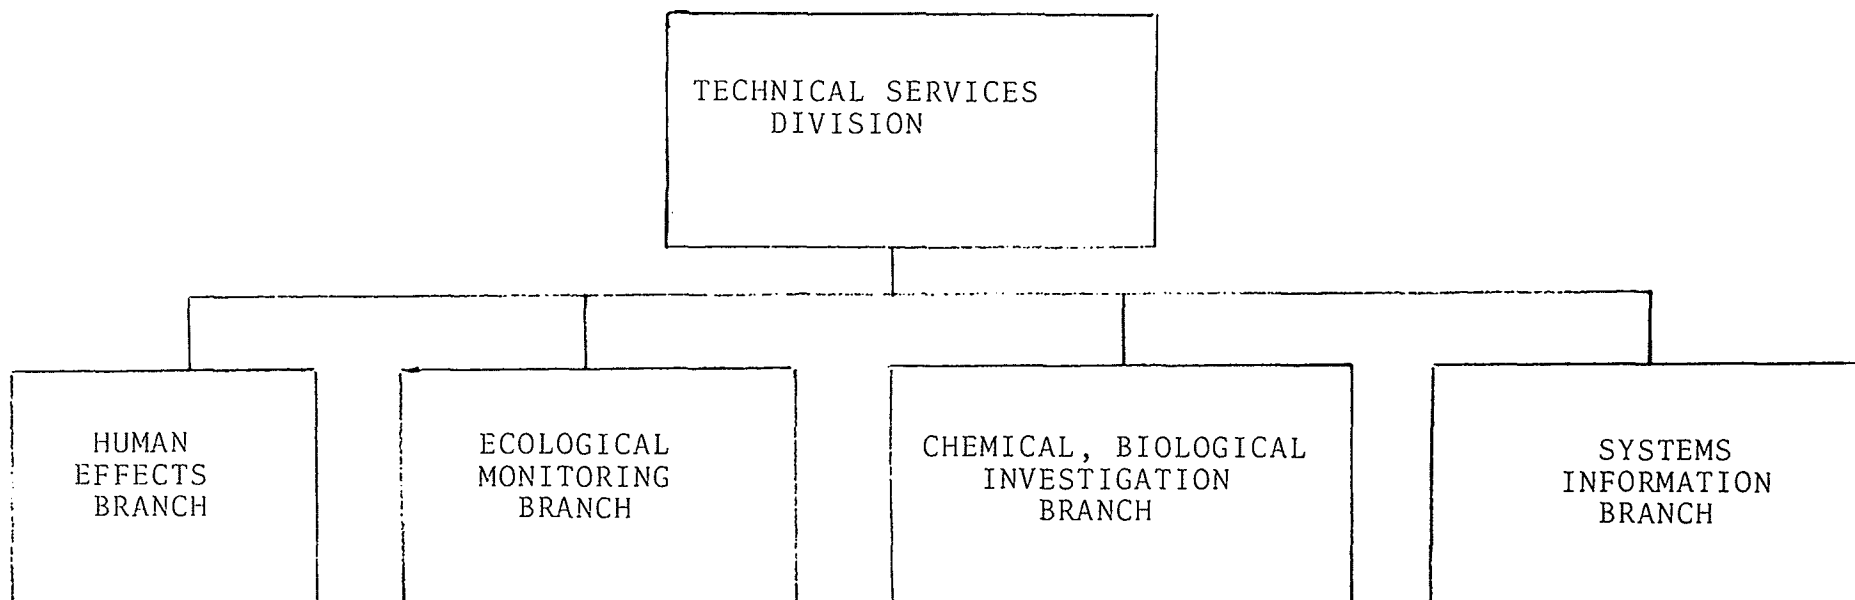 TECHNICAL SERVICES
DIVISION
HUMAN
EFFECTS
BRANCH
ECOLOGICAL
MONITORING
BRANCH
CHEMICAL, BIOLOGICAL
INVESTIGATION
BRANCH
SYSTEMS
INFORMATION
BRANCH